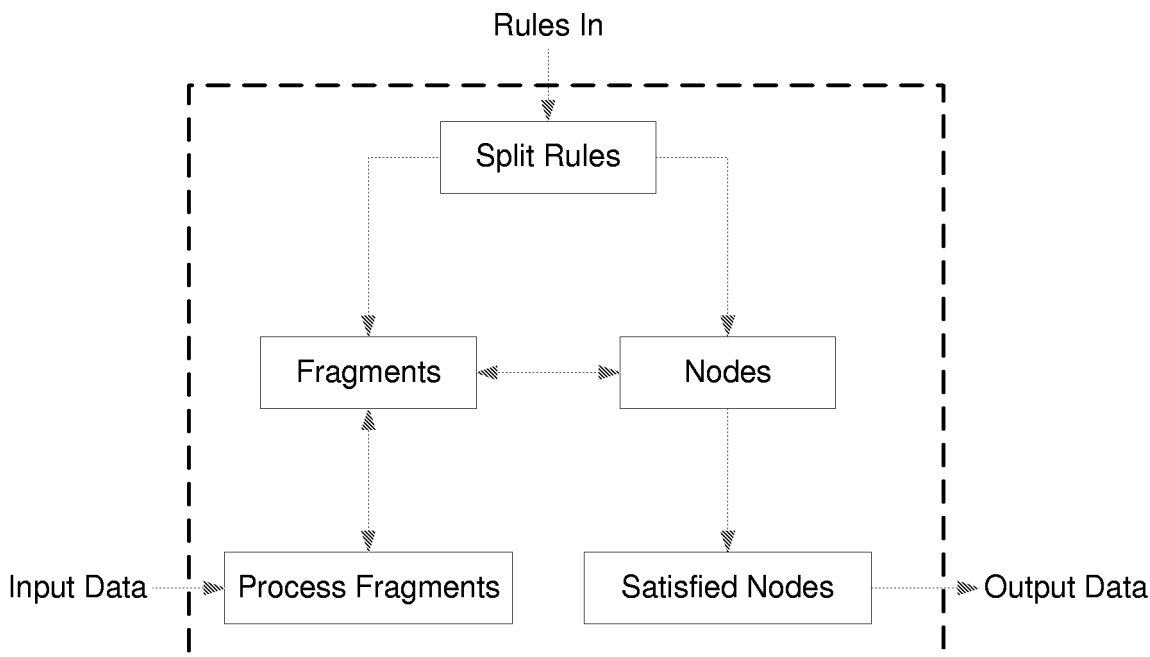 Rules In
Split Rules
Fragments
Nodes
Input Data
Process Fragments
Satisfied Nodes
Output Data